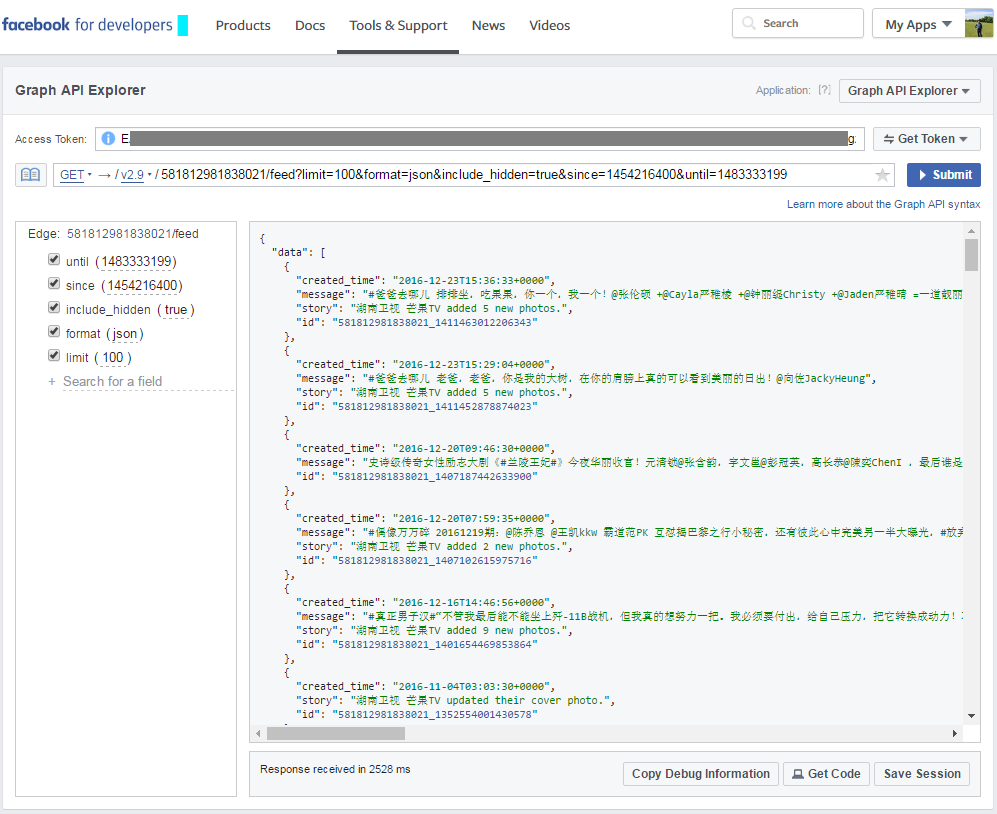 facebook for developers Products Docs Tools & Support News Videos Search My Apps
Graph API Explorer Application: [?] Graph API Explorer
Access Token: E g Get Token
GET → / v2.9 / 581812981838021/feed?limit=100&format=json&include_hidden=true&since=1454216400&until=1483333199 Submit
Learn more about the Graph API syntax
Edge: 581812981838021/feed
until (1483333199)
since (1454216400)
include_hidden (true)
format (json)
limit (100)
+ Search for a field
{
"data": [
{
"created_time": "2016-12-23T15:36:33+0000",
"message": "#爸爸去哪儿 排排坐，吃果果，你一个，我一个！@张伦硕 +@Cayla严稚棱 +@钟丽缇Christy +@Jaden严稚晴 =一道靓丽
"story": "湖南卫视 芒果TV added 5 new photos.",
"id": "581812981838021_1411463012206343"
},
{
"created_time": "2016-12-23T15:29:04+0000",
"message": "#爸爸去哪儿 老爸，老爸，你是我的大树，在你的肩膀上真的可以看到美丽的日出！@向佐JackyHeung",
"story": "湖南卫视 芒果TV added 5 new photos.",
"id": "581812981838021_1411452878874023"
},
{
"created_time": "2016-12-20T09:46:30+0000",
"message": "史诗级传奇女性励志大剧《#兰陵王妃#》今夜华丽收官！元清锁@张含韵，宇文邕@彭冠英，高长恭@陳奕ChenI ，最后谁是
"id": "581812981838021_1407187442633900"
},
{
"created_time": "2016-12-20T07:59:35+0000",
"message": "#偶像万万碎 20161219期：@陈乔恩 @王凯kkw 霸道范PK 互怼揭巴黎之行小秘密，还有彼此心中完美另一半大曝光，#放弃
"story": "湖南卫视 芒果TV added 2 new photos.",
"id": "581812981838021_1407102615975716"
},
{
"created_time": "2016-12-16T14:46:56+0000",
"message": "#真正男子汉#“不管我最后能不能坐上歼-11B战机，但我真的想努力一把。我必须要付出，给自己压力，把它转换成动力！
"story": "湖南卫视 芒果TV added 9 new photos.",
"id": "581812981838021_1401654469853864"
},
{
"created_time": "2016-11-04T03:03:30+0000",
"story": "湖南卫视 芒果TV updated their cover photo.",
"id": "581812981838021_1352554001430578"
Response received in 2528 ms Copy Debug Information Get Code Save Session